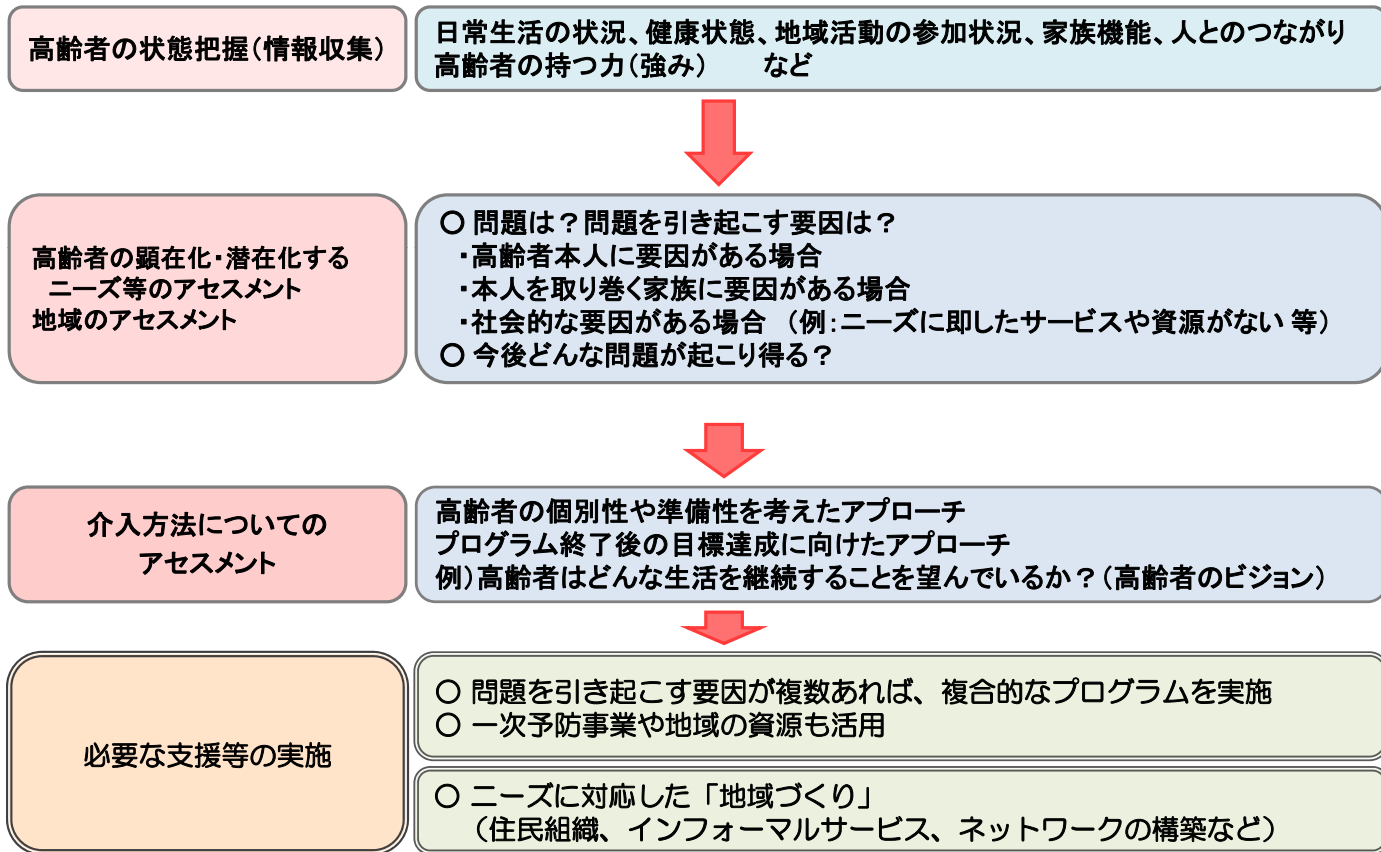 高齢者の状態把握(情報収集)
日常生活の状況、健康状態、地域活動の参加状況、家族機能、人とのつながり
高齢者の持つ力(強み)　　など
高齢者の顕在化・潜在化する
ニーズ等のアセスメント
地域のアセスメント
○ 問題は？問題を引き起こす要因は？
・高齢者本人に要因がある場合
・本人を取り巻く家族に要因がある場合
・社会的な要因がある場合　(例：ニーズに即したサービスや資源がない 等)
○ 今後どんな問題が起こり得る？
介入方法についての
アセスメント
高齢者の個別性や準備性を考えたアプローチ
プログラム終了後の目標達成に向けたアプローチ
例)高齢者はどんな生活を継続することを望んでいるか？(高齢者のビジョン)
必要な支援等の実施
○ 問題を引き起こす要因が複数あれば、複合的なプログラムを実施
○ 一次予防事業や地域の資源も活用
○ ニーズに対応した「地域づくり」
(住民組織、インフォーマルサービス、ネットワークの構築など)